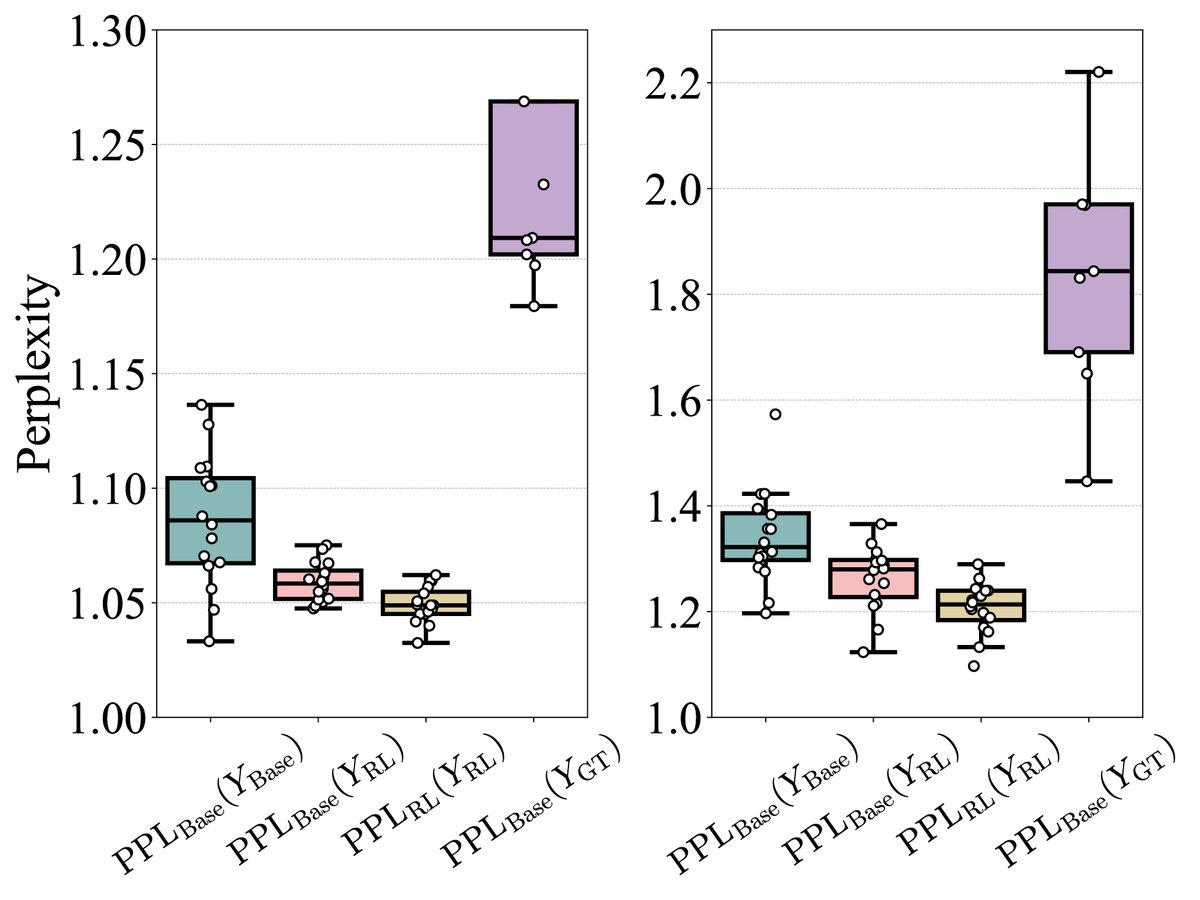 Perplexity
1.30
1.25
1.20
1.15
1.10
1.05
1.00
PPL_Base(Y_Base)
PPL_Base(Y_RL)
PPL_RL(Y_RL)
PPL_Base(Y_GT)
2.2
2.0
1.8
1.6
1.4
1.2
1.0
PPL_Base(Y_Base)
PPL_Base(Y_RL)
PPL_RL(Y_RL)
PPL_Base(Y_GT)